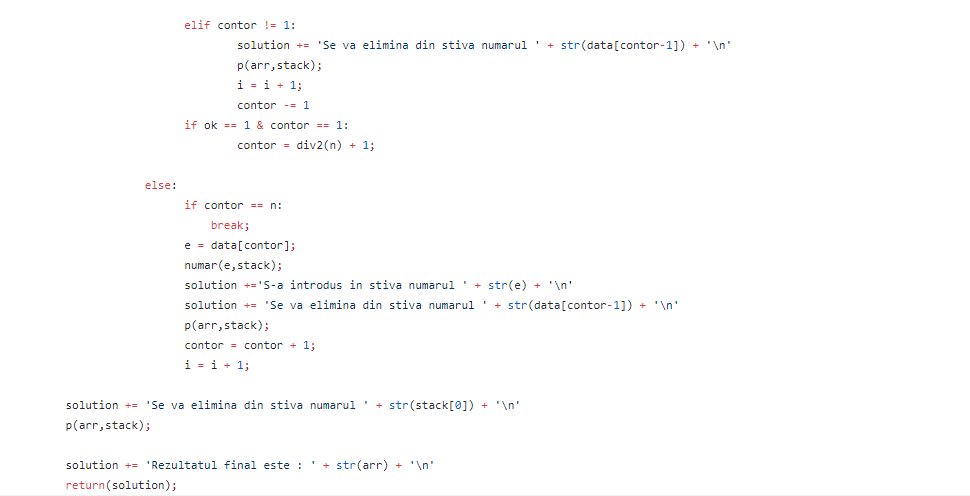 elif contor != 1:
solution += 'Se va elimina din stiva numarul ' + str(data[contor-1]) + '\n'
p(arr,stack);
i = i + 1;
contor -= 1
if ok == 1 & contor == 1:
contor = div2(n) + 1;
else:
if contor == n:
break;
e = data[contor];
numar(e,stack);
solution +='S-a introdus in stiva numarul ' + str(e) + '\n'
solution += 'Se va elimina din stiva numarul ' + str(data[contor-1]) + '\n'
p(arr,stack);
contor = contor + 1;
i = i + 1;
solution += 'Se va elimina din stiva numarul ' + str(stack[0]) + '\n'
p(arr,stack);
solution += 'Rezultatul final este : ' + str(arr) + '\n'
return(solution);